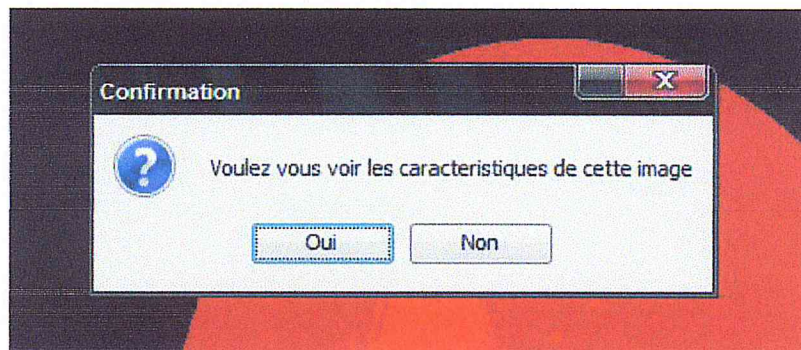 Confirmation
Voulez vous voir les caracteristiques de cette image
Oui
Non